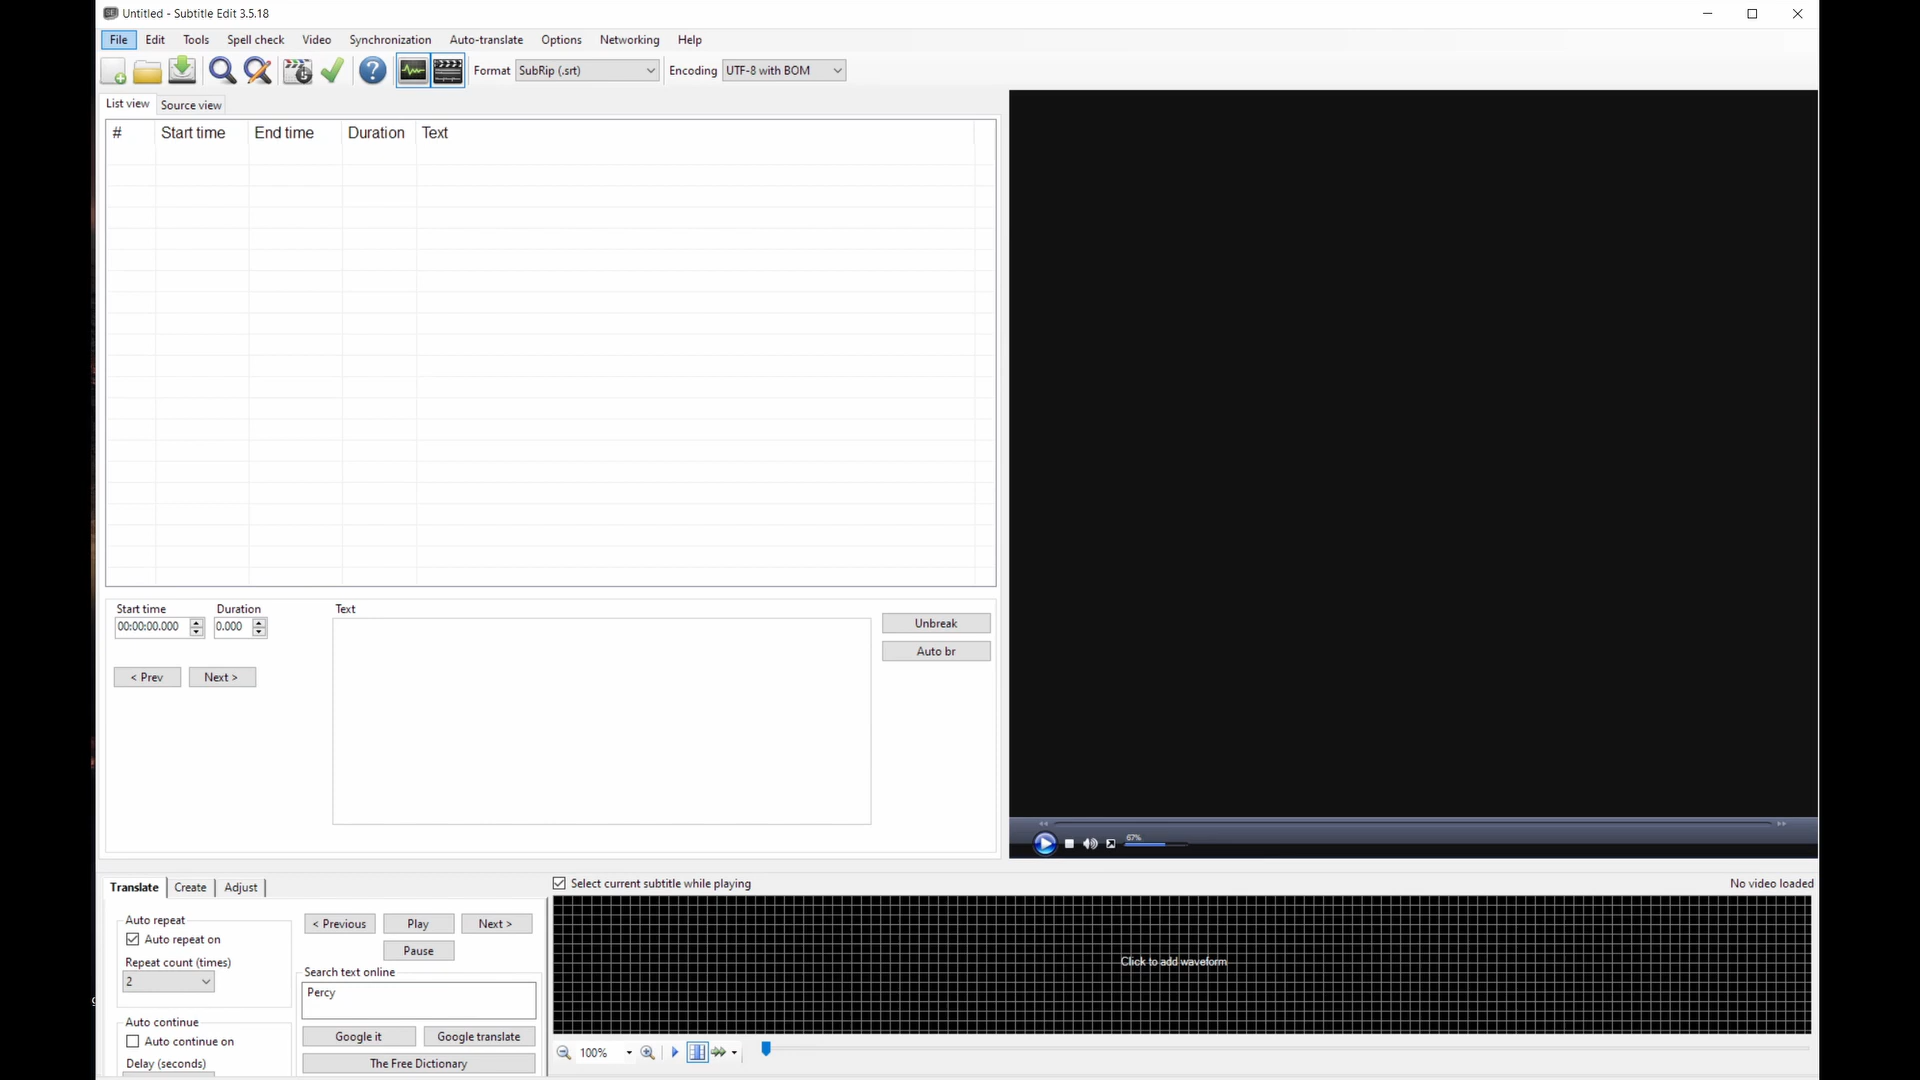 Untitled - Subtitle Edit 3.5.18
File Edit Tools Spell check Video Synchronization Auto-translate Options Networking Help
Format SubRip (.srt) Encoding UTF-8 with BOM
List view Source view
# Start time End time Duration Text
Start time Duration Text
00:00:00.000 0.000
Unbreak
Auto br
< Prev Next >
67%
Translate Create Adjust
Select current subtitle while playing No video loaded
Auto repeat
Auto repeat on
Repeat count (times)
2
Auto continue
Auto continue on
Delay (seconds)
< Previous Play Next >
Pause
Search text online
Percy
Google it Google translate
The Free Dictionary
Click to add waveform
100%